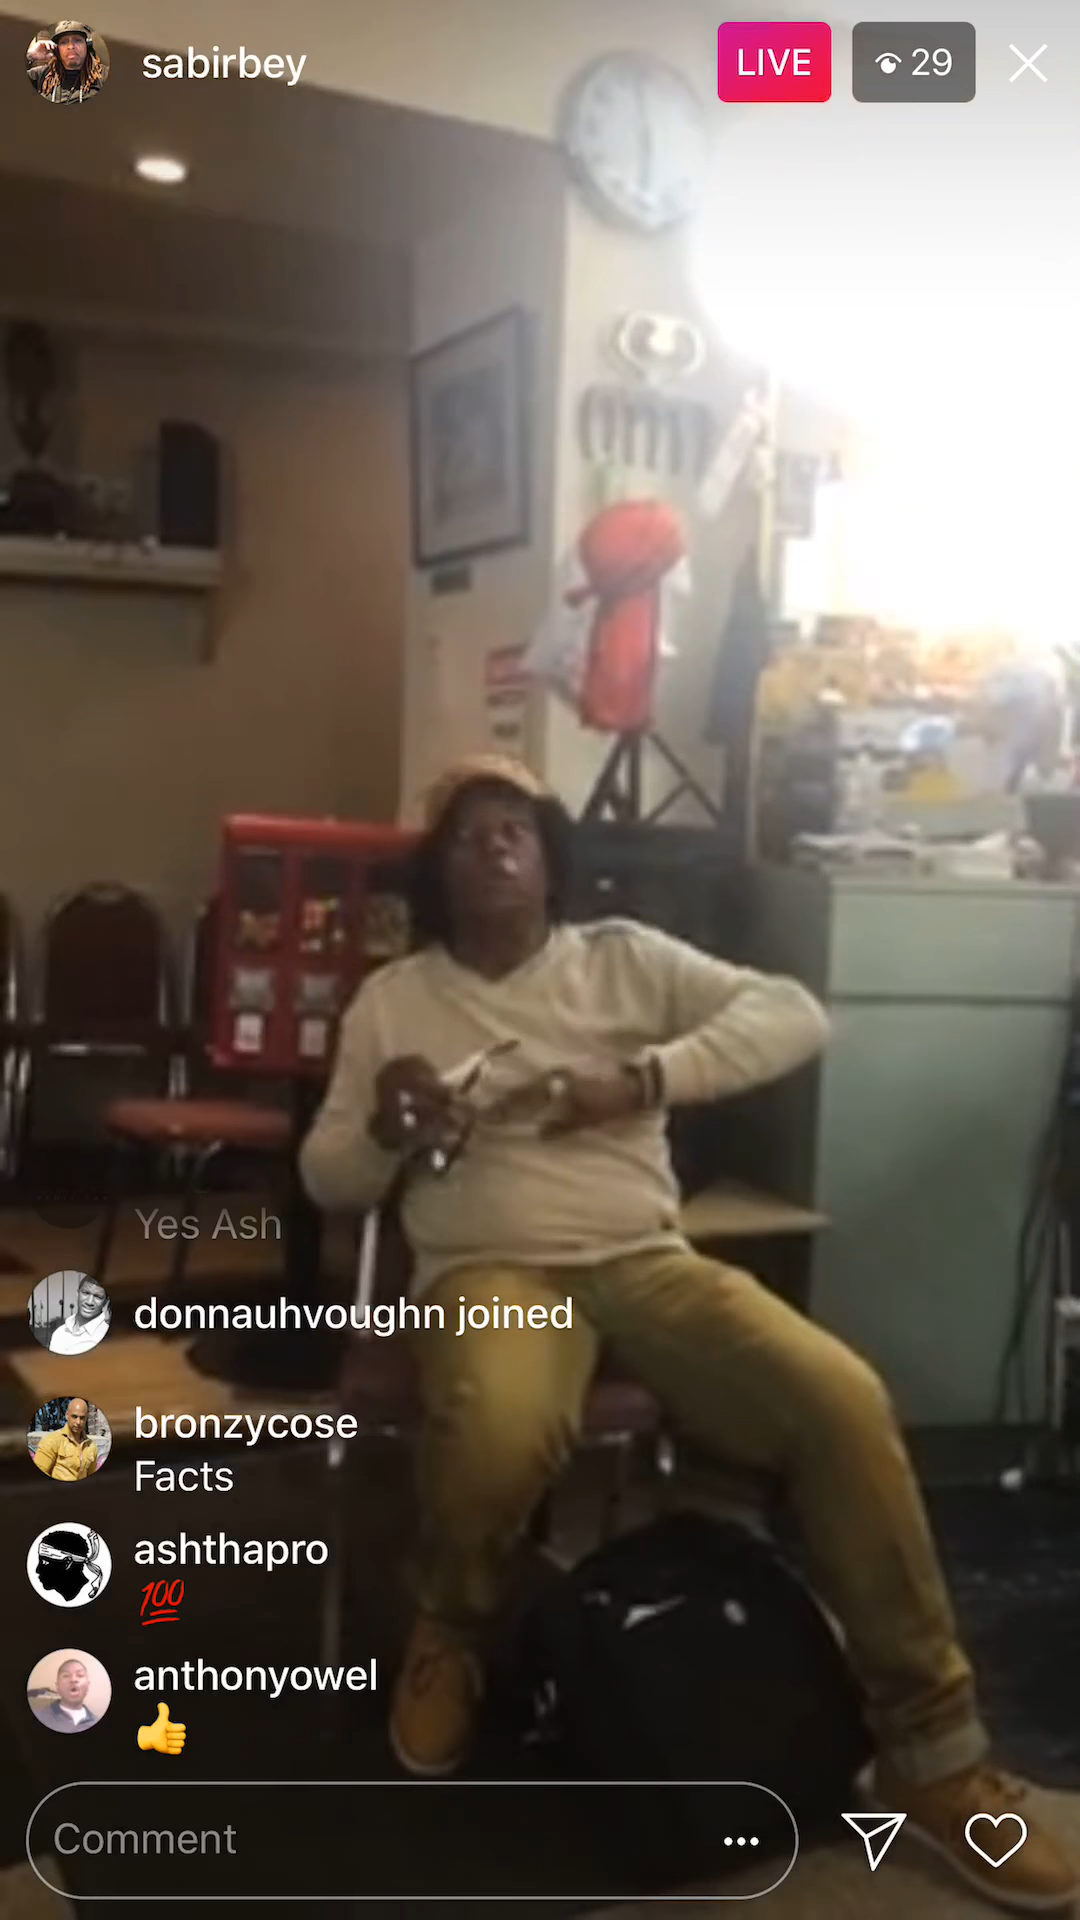 sabirbey
LIVE
29
Yes Ash
donnauhvoughn joined
bronzycose
Facts
ashthapro
💯
anthonyowel
👍
Comment